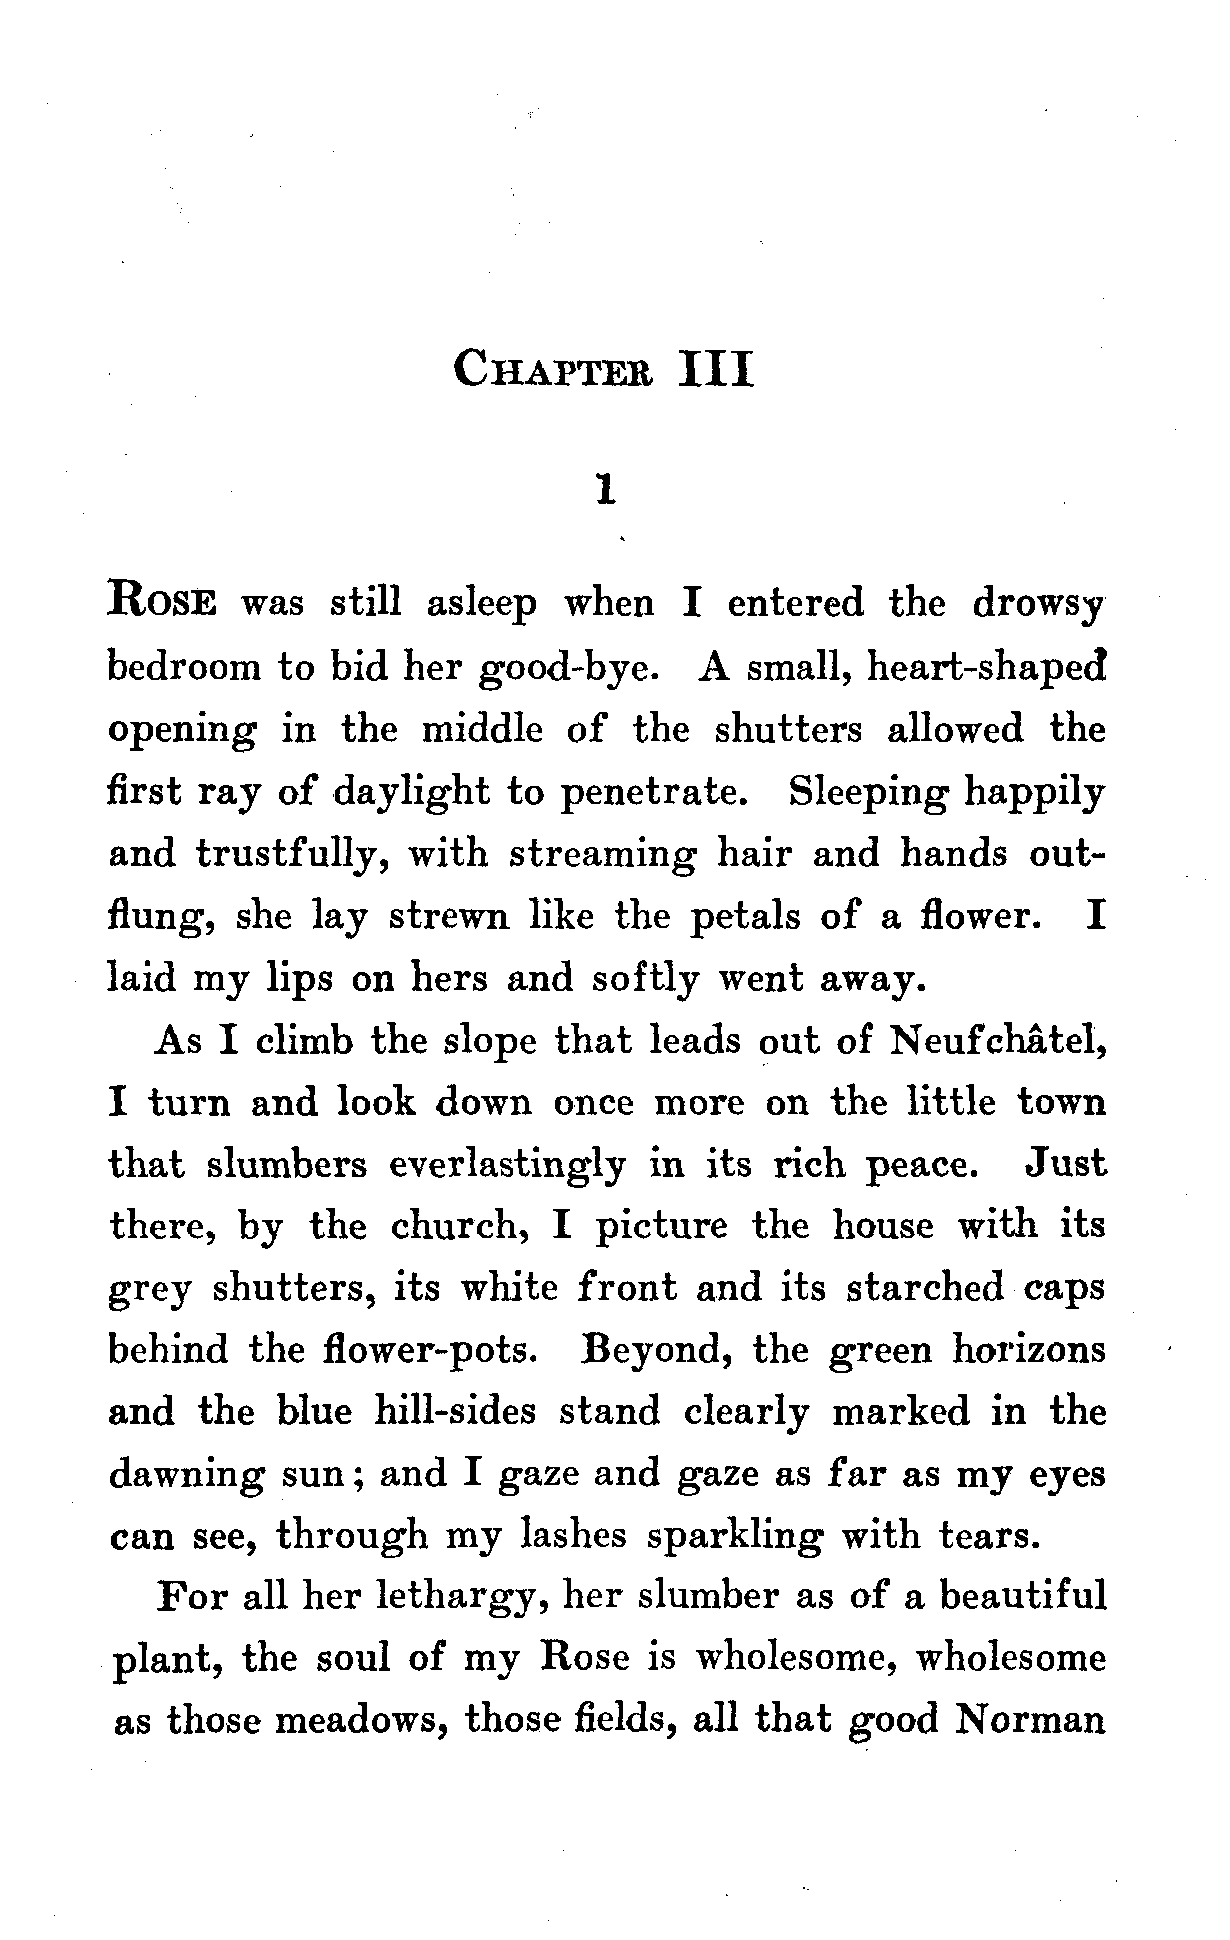 CHAPTER III
1
ROSE was still asleep when I entered the drowsy
bedroom to bid her good-bye. A small, heart-shaped
opening in the middle of the shutters allowed the
first ray of daylight to penetrate. Sleeping happily
and trustfully, with streaming hair and hands out-
flung, she lay strewn like the petals of a flower. I
laid my lips on hers and softly went away.
As I climb the slope that leads out of Neufchâtel,
I turn and look down once more on the little town
that slumbers everlastingly in its rich peace. Just
there, by the church, I picture the house with its
grey shutters, its white front and its starched caps
behind the flower-pots. Beyond, the green horizons
and the blue hill-sides stand clearly marked in the
dawning sun; and I gaze and gaze as far as my eyes
can see, through my lashes sparkling with tears.
For all her lethargy, her slumber as of a beautiful
plant, the soul of my Rose is wholesome, wholesome
as those meadows, those fields, all that good Norman